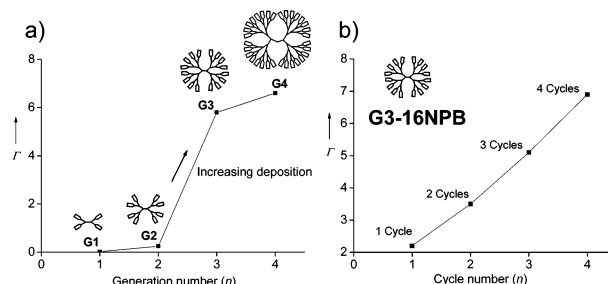 a)
8
6
4
2
0
Γ
G1
G2
G3
G4
Increasing deposition
0 1 2 3 4
Generation number (n)
b)
8
7
6
5
4
3
2
Γ
G3-16NPB
1 Cycle
2 Cycles
3 Cycles
4 Cycles
0 1 2 3 4
Cycle number (n)